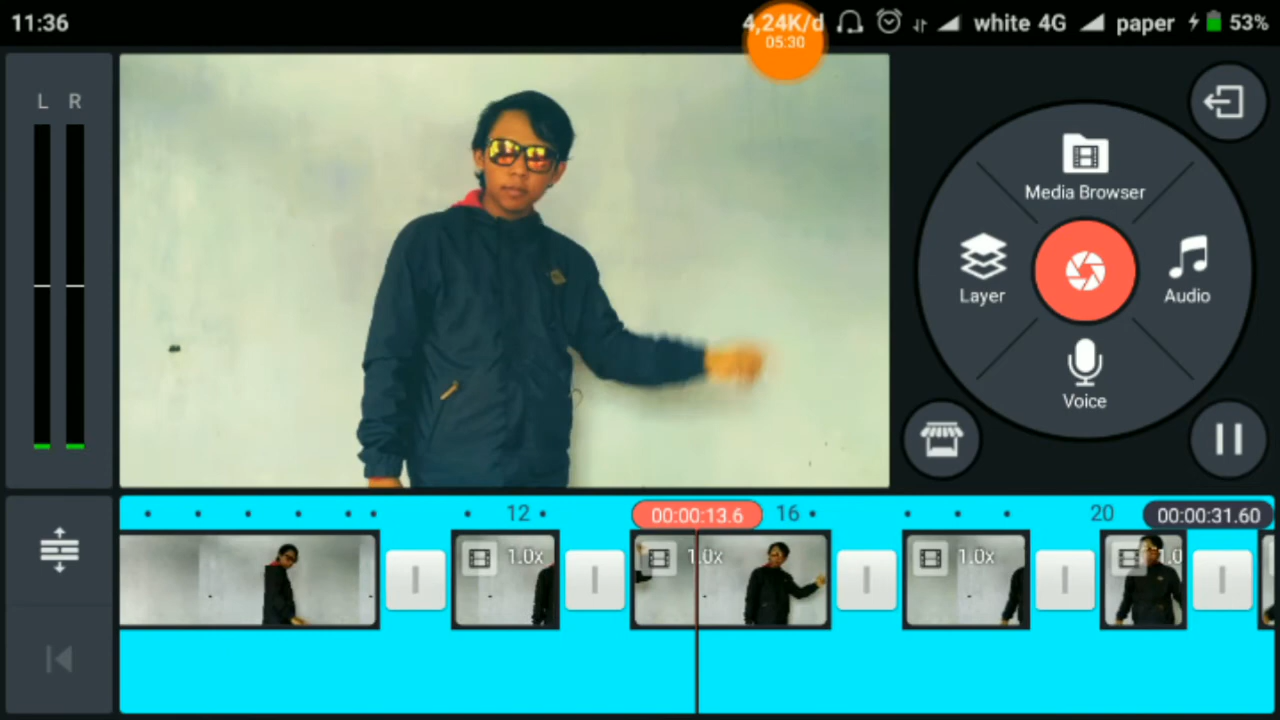 11:36
4,24K/d
white 4G
paper
53%
05:30
L R
Media Browser
Layer
Audio
Voice
12
00:00:13.6
16
20
00:00:31.60
1.0x
1.0x
1.0x
1.0